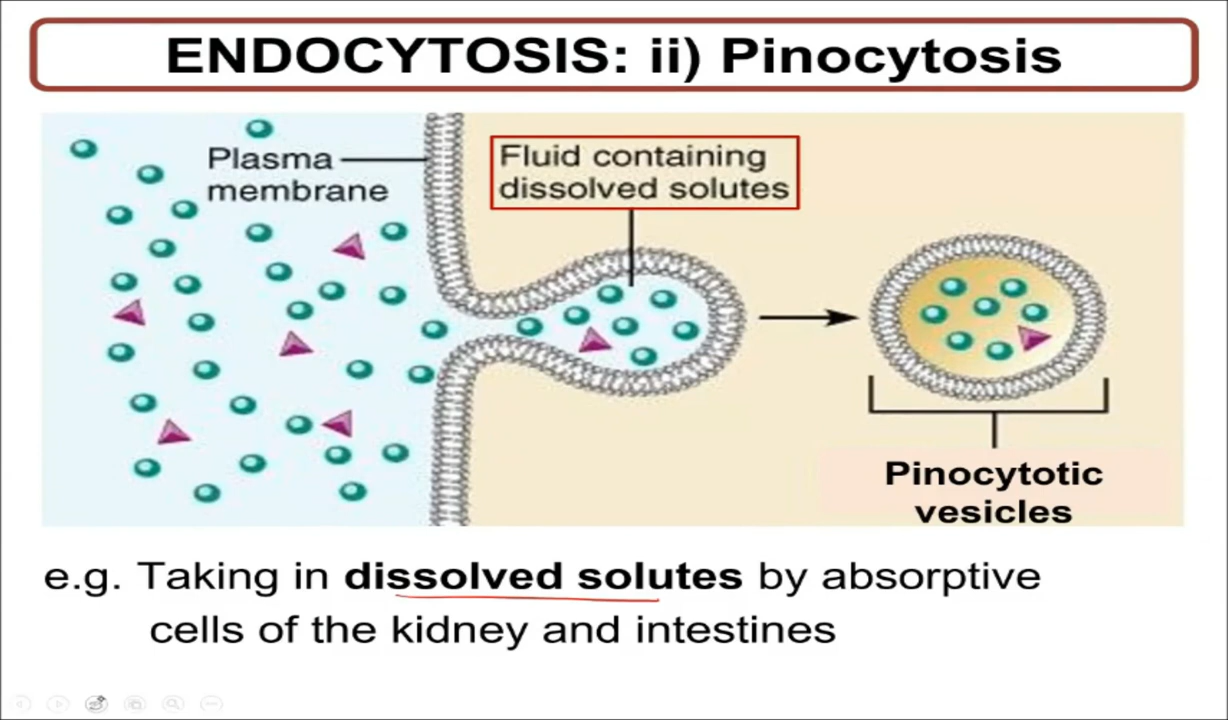 ENDOCYTOSIS: ii) Pinocytosis
Plasma
membrane
Fluid containing
dissolved solutes
Pinocytotic
vesicles
e.g. Taking in dissolved solutes by absorptive
cells of the kidney and intestines